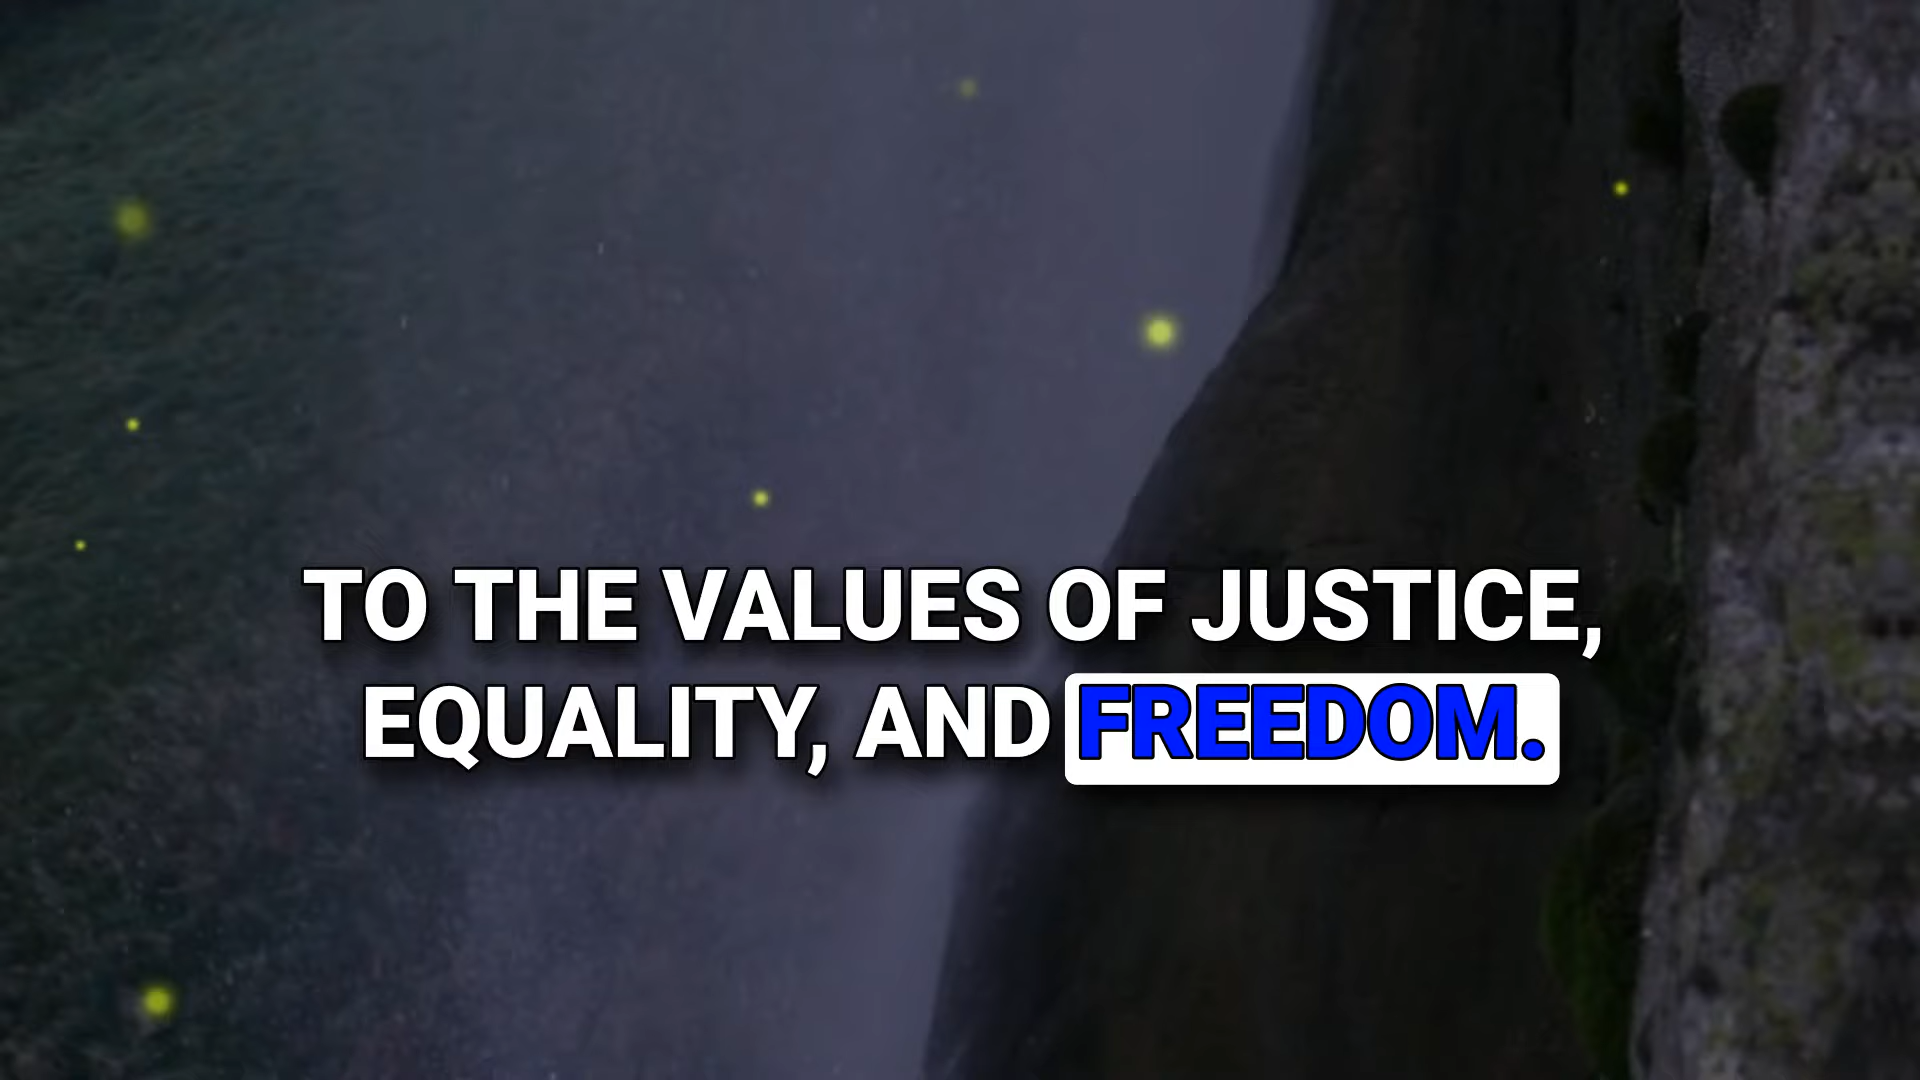 TO THE VALUES OF JUSTICE,
EQUALITY, AND FREEDOM.